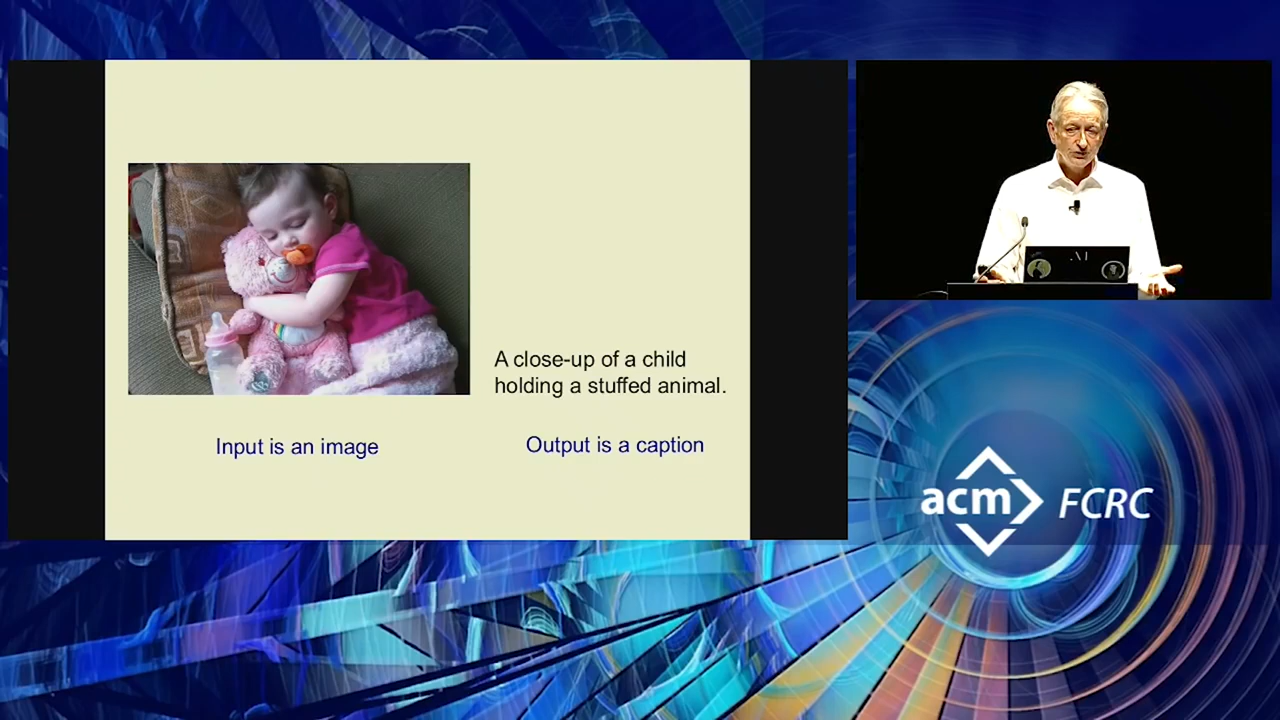 A close-up of a child
holding a stuffed animal.
Input is an image
Output is a caption
acm FCRC